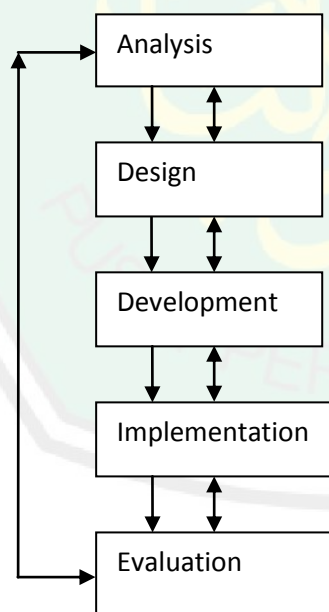 Analysis
Design
Development
Implementation
Evaluation